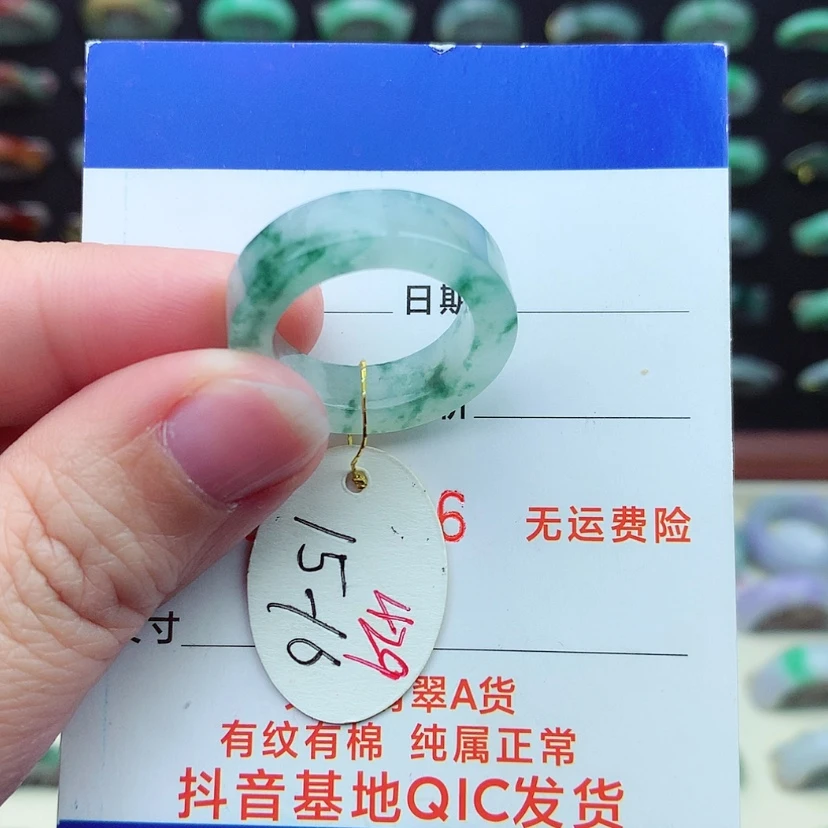 日期
6 无运费险
15-16
429
寸
翠A货
有纹有棉 纯属正常
抖音基地QIC发货